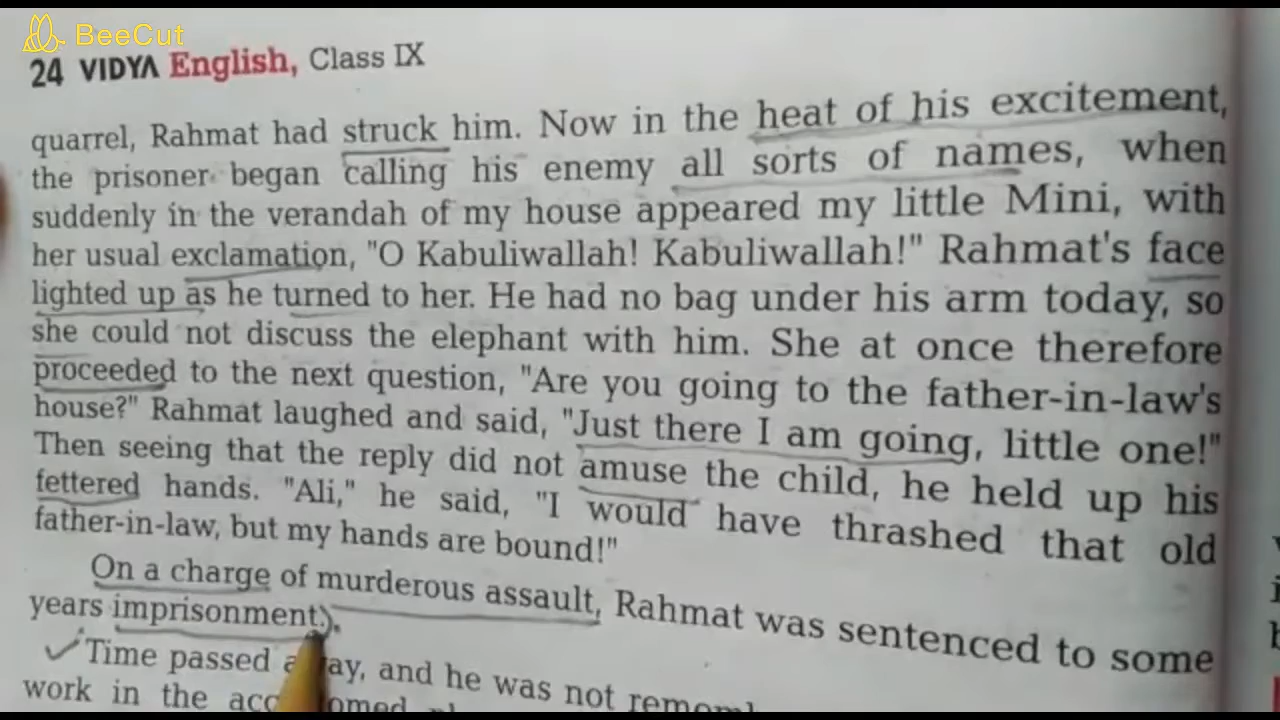 BeeCut
24 VIDYA English, Class IX
quarrel, Rahmat had struck him. Now in the heat of his excitement,
the prisoner began calling his enemy all sorts of names, when
suddenly in the verandah of my house appeared my little Mini, with
her usual exclamation, "O Kabuliwallah! Kabuliwallah!" Rahmat's face
lighted up as he turned to her. He had no bag under his arm today, so
she could not discuss the elephant with him. She at once therefore
proceeded to the next question, "Are you going to the father-in-law's
house?" Rahmat laughed and said, "Just there I am going, little one!"
Then seeing that the reply did not amuse the child, he held up his
fettered hands. "Ali," he said, "I would have thrashed that old
father-in-law, but my hands are bound!"
On a charge of murderous assault, Rahmat was sentenced to some
years imprisonment.
Time passed away, and he was not
work in the